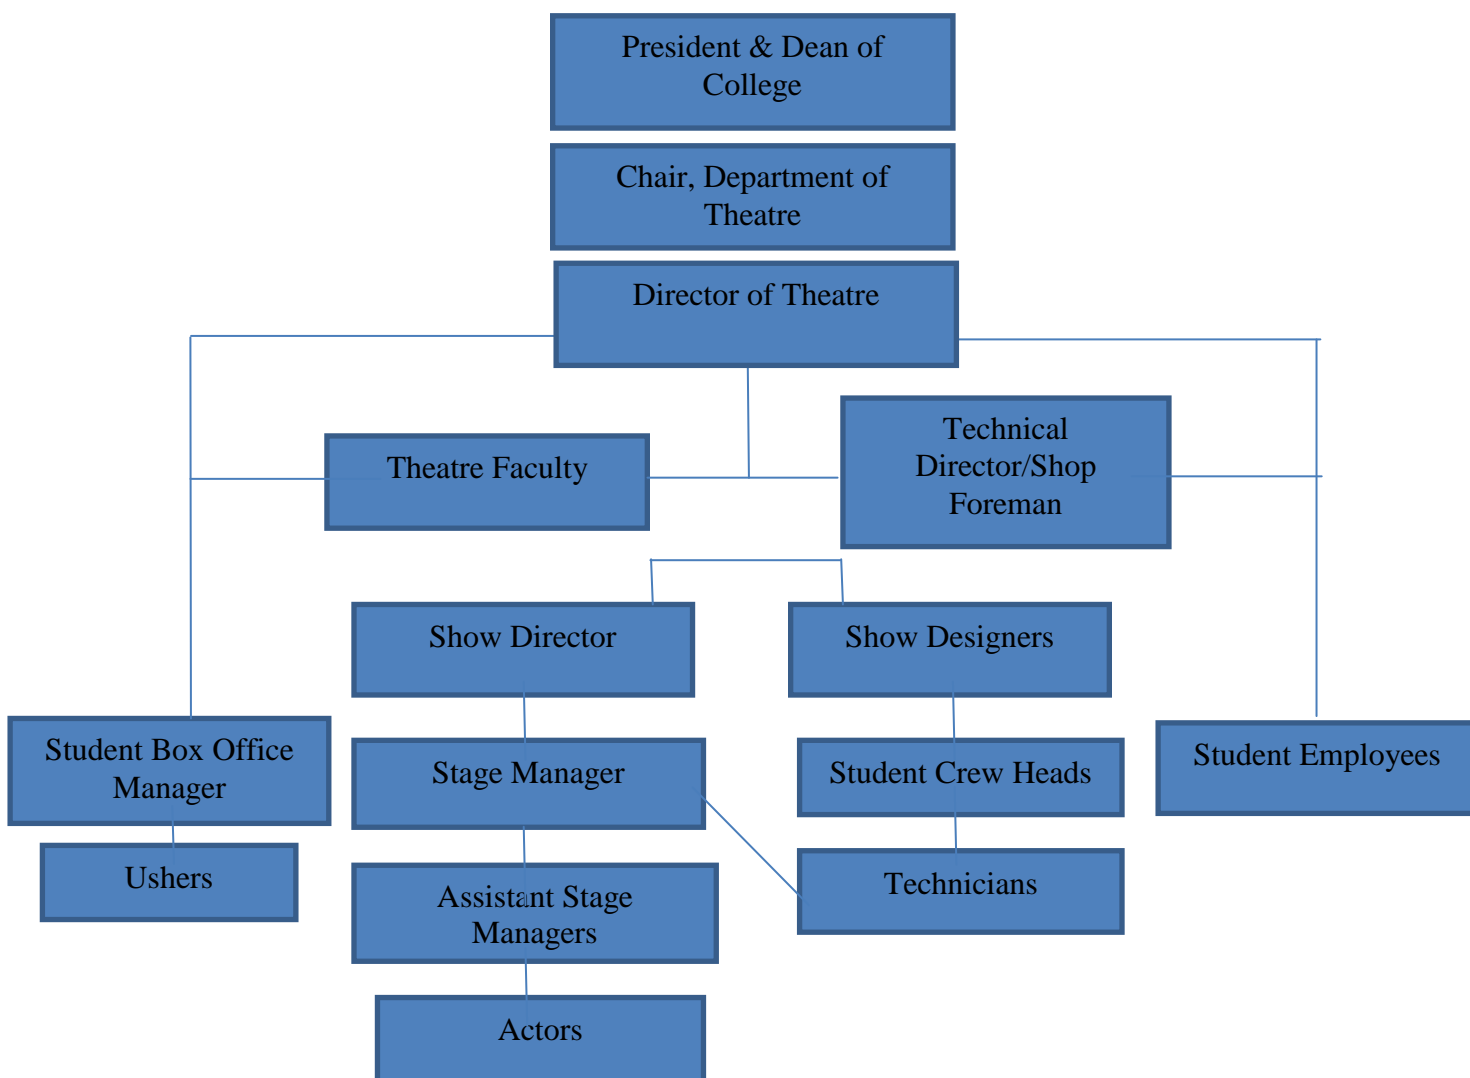 President & Dean of
College
Chair, Department of
Theatre
Director of Theatre
Technical
Director/Shop
Foreman
Theatre Faculty
Show Director
Show Designers
Student Box Office
Manager
Stage Manager
Student Crew Heads
Student Employees
Ushers
Assistant Stage
Managers
Technicians
Actors